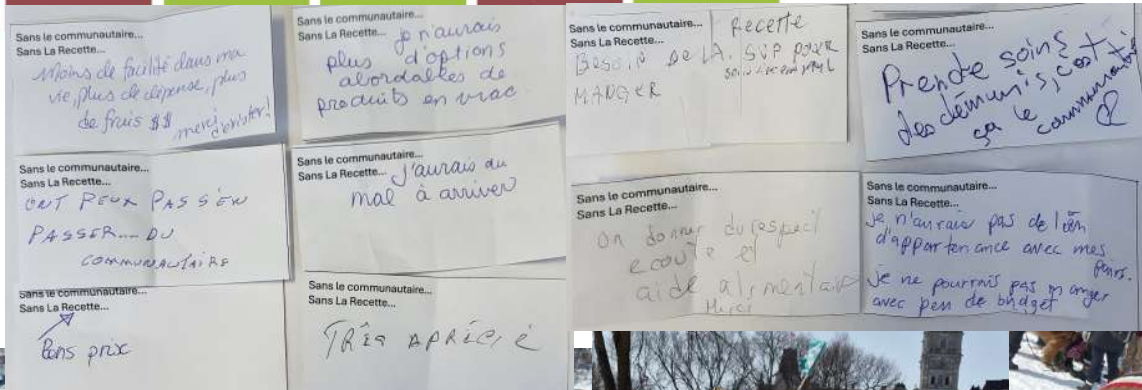 Sans le communautaire...
Sans La Recette...
Moins de facilité dans ma
vie, plus de dépense, plus
de frais $$ merci
d'exister!
Sans le communautaire...
Sans La Recette... je n'aurais
plus d'options
abordables de
produits en vrac
Sans le communautaire...
Sans La Recette...
ONT PEUX PAS S'EN
PASSER.... DU
COMMUNAUTAIRE
Sans le communautaire...
Sans La Recette... j'aurais du
mal à arriver
Sans le communautaire...
Sans La Recette...
Bons prix
Sans le communautaire...
Sans La Recette...
TRÈS APRÉCIÉ
Sans le communautaire...
Sans La Recette...
Recette
BESOIN DE LA. SVP POUR
MANGER
Sans le communautaire...
Sans La Recette...
Prendre soins
des démunis, c'est
ça le
communautaire
Sans le communautaire...
Sans La Recette...
On donner du respect
ecoute et
aide alimentaire
Merci
Sans le communautaire...
Sans La Recette...
je n'aurais pas de lien
d'appartenance avec mes
pairs.
je ne pourrais pas manger
avec peu de budget